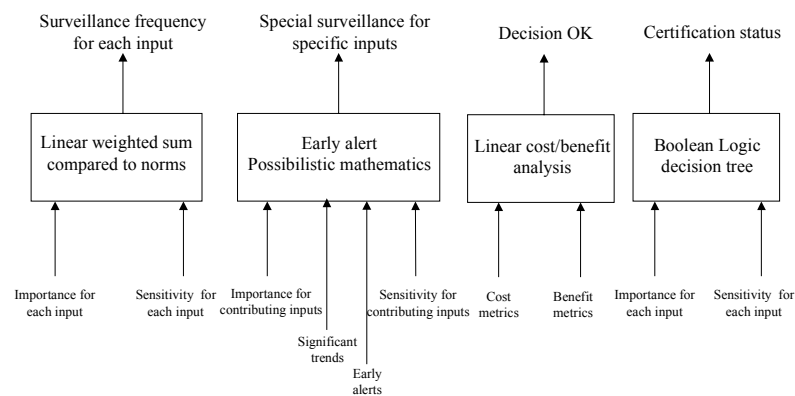 Surveillance frequency
for each input
Special surveillance for
specific inputs
Decision OK
Certification status
Linear weighted sum
compared to norms
Early alert
Possibilistic mathematics
Linear cost/benefit
analysis
Boolean Logic
decision tree
Importance for
each input
Sensitivity for
each input
Importance for
contributing inputs
Significant
trends
Early
alerts
Sensitivity for
contributing inputs
Cost
metrics
Benefit
metrics
Importance for
each input
Sensitivity for
each input